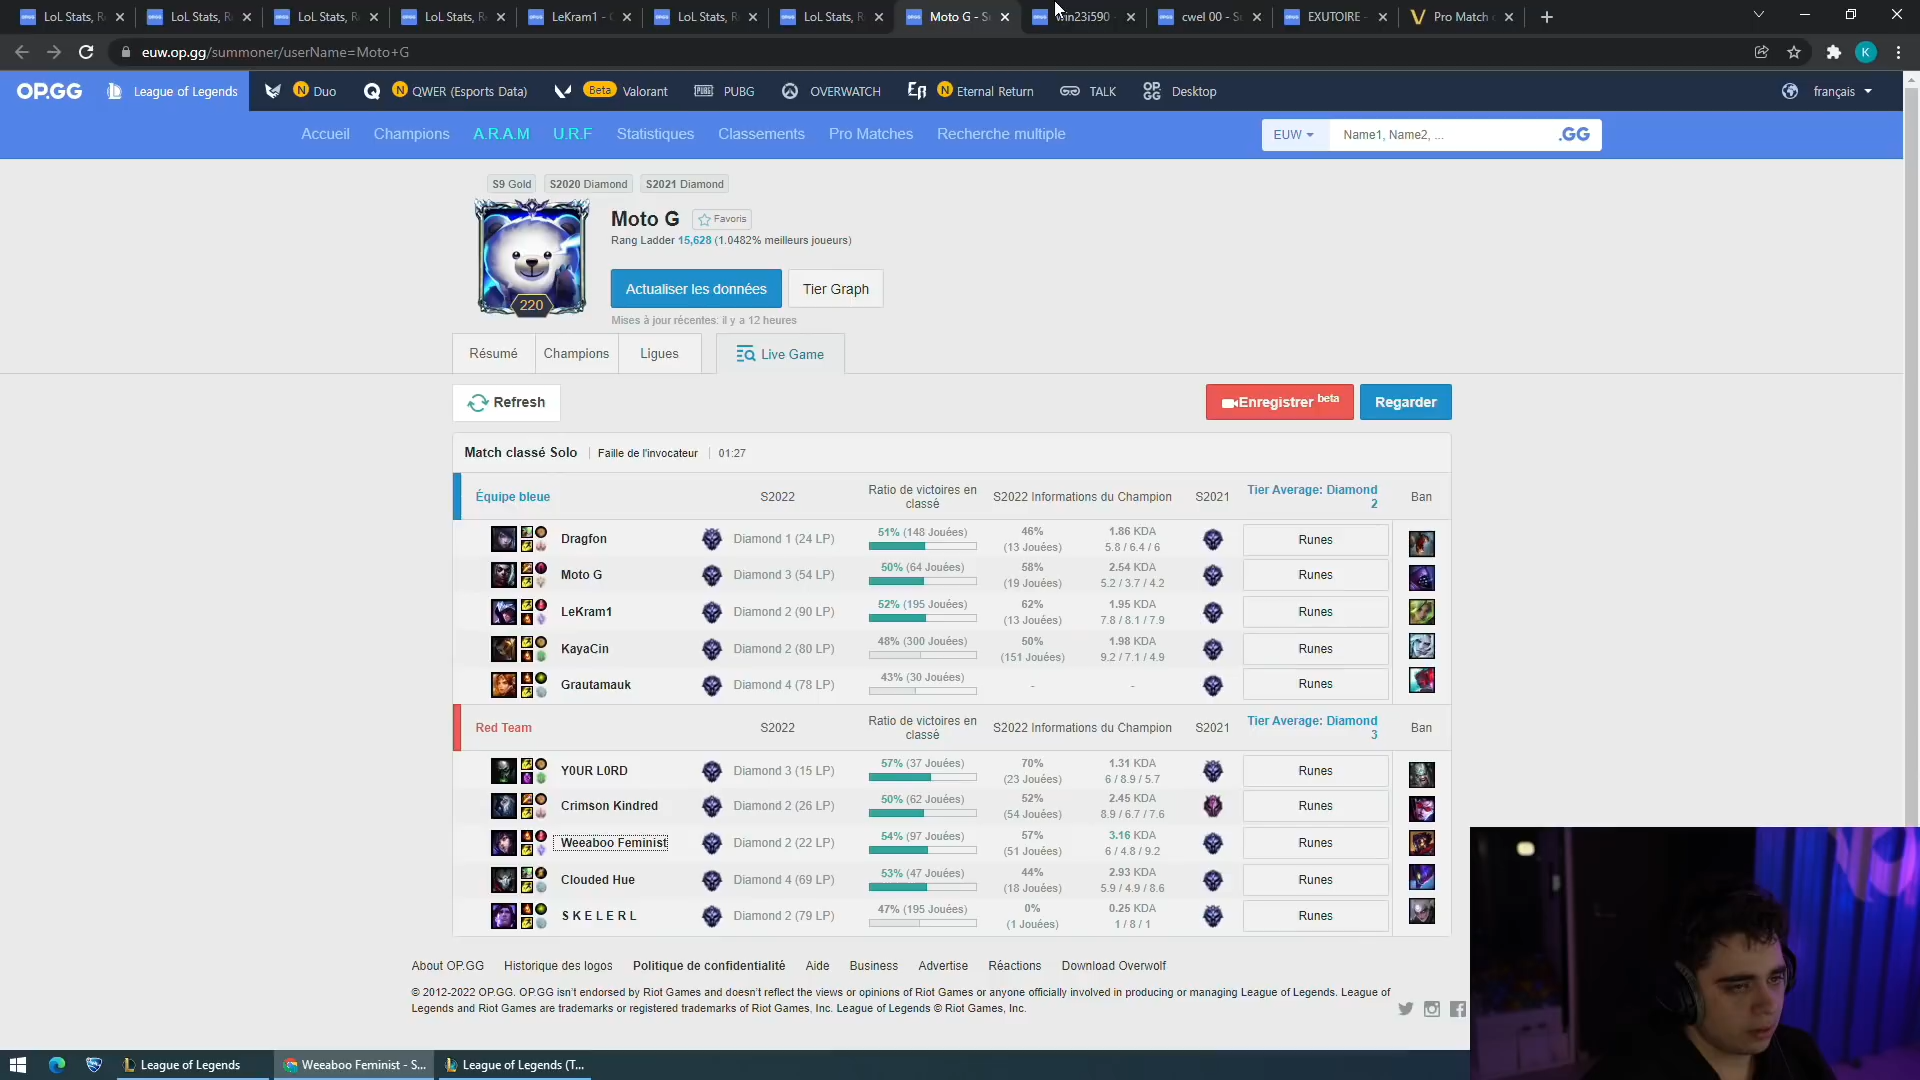 LoL Stats, R
LoL Stats, R
LoL Stats, R
LoL Stats, R
LeKram1 -
LoL Stats, R
LoL Stats, R
Moto G - S
win23i590
cwel 00 - S
EXUTOIRE -
Pro Match
euw.op.gg/summoner/userName=Moto+G
K
OP.GG
League of Legends
N Duo
N QWER (Esports Data)
Beta Valorant
PUBG
OVERWATCH
N Eternal Return
TALK
OP.GG Desktop
français
Accueil
Champions
A.R.A.M
U.R.F
Statistiques
Classements
Pro Matches
Recherche multiple
EUW
Name1, Name2, ...
.GG
S9 Gold
S2020 Diamond
S2021 Diamond
220
Moto G
Favoris
Rang Ladder 15,628 (1.0482% meilleurs joueurs)
Actualiser les données
Tier Graph
Mises à jour récentes: il y a 12 heures
Résumé
Champions
Ligues
Live Game
Refresh
Enregistrer beta
Regarder
Match classé Solo
Faille de l'invocateur
01:27
Équipe bleue
S2022
Ratio de victoires en
classé
S2022 Informations du Champion
S2021
Tier Average: Diamond
2
Ban
Dragfon
Diamond 1 (24 LP)
51% (148 Jouées)
46%
(13 Jouées)
1.86 KDA
5.8 / 6.4 / 6
Runes
Moto G
Diamond 3 (54 LP)
50% (64 Jouées)
58%
(19 Jouées)
2.54 KDA
5.2 / 3.7 / 4.2
Runes
LeKram1
Diamond 2 (90 LP)
52% (195 Jouées)
62%
(13 Jouées)
1.95 KDA
7.8 / 8.1 / 7.9
Runes
KayaCin
Diamond 2 (80 LP)
48% (300 Jouées)
50%
(151 Jouées)
1.98 KDA
9.2 / 7.1 / 4.9
Runes
Grautamauk
Diamond 4 (78 LP)
43% (30 Jouées)
-
-
Runes
Red Team
S2022
Ratio de victoires en
classé
S2022 Informations du Champion
S2021
Tier Average: Diamond
3
Ban
Y0UR L0RD
Diamond 3 (15 LP)
57% (37 Jouées)
70%
(23 Jouées)
1.31 KDA
6 / 8.9 / 5.7
Runes
Crimson Kindred
Diamond 2 (26 LP)
50% (62 Jouées)
52%
(54 Jouées)
2.45 KDA
8.9 / 6.7 / 7.6
Runes
Weeaboo Feminist
Diamond 2 (22 LP)
54% (97 Jouées)
57%
(51 Jouées)
3.16 KDA
6 / 4.8 / 9.2
Runes
Clouded Hue
Diamond 4 (69 LP)
53% (47 Jouées)
44%
(18 Jouées)
2.93 KDA
5.9 / 4.9 / 8.6
Runes
S K E L E R L
Diamond 2 (79 LP)
47% (195 Jouées)
0%
(1 Jouées)
0.25 KDA
1 / 8 / 1
Runes
About OP.GG
Historique des logos
Politique de confidentialité
Aide
Business
Advertise
Réactions
Download Overwolf
© 2012-2022 OP.GG. OP.GG isn't endorsed by Riot Games and doesn't reflect the views or opinions of Riot Games or anyone officially involved in producing or managing League of Legends. League of
Legends and Riot Games are trademarks or registered trademarks of Riot Games, Inc. League of Legends © Riot Games, Inc.
League of Legends
Weeaboo Feminist - S...
League of Legends (T...